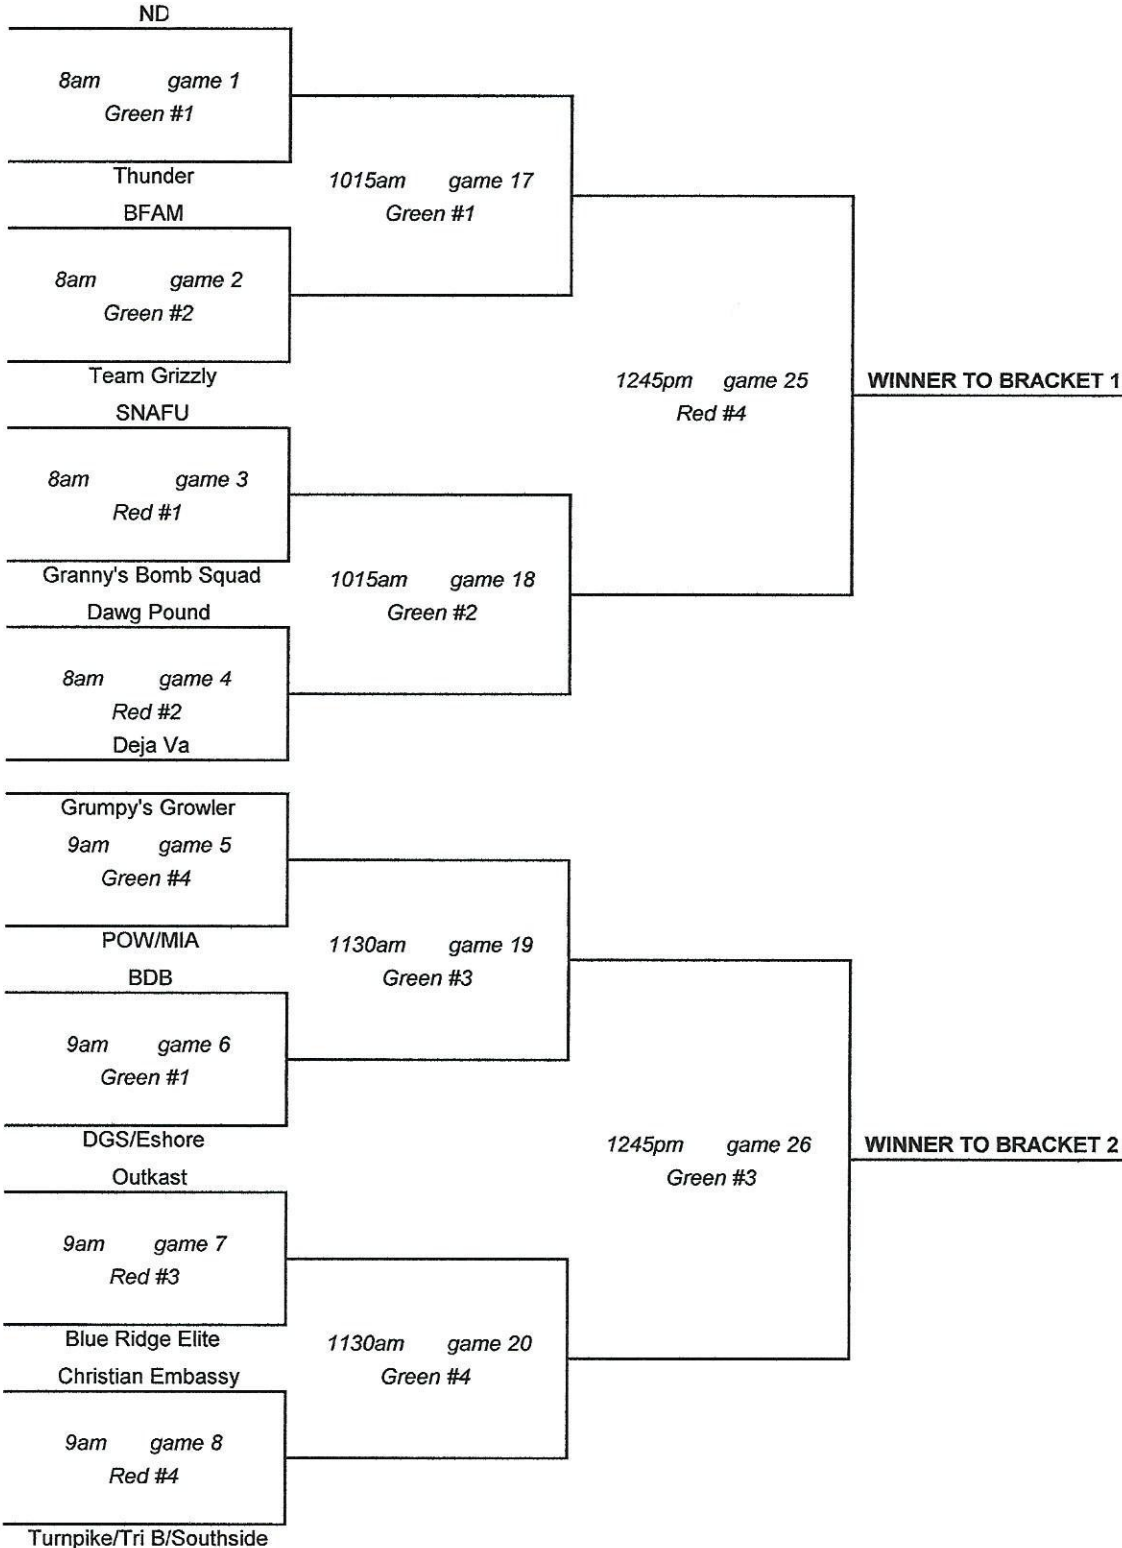 ND
8am game 1
Green #1
Thunder
1015am game 17
BFAM
Green #1
8am game 2
Green #2
Team Grizzly
1245pm game 25
WINNER TO BRACKET 1
SNAFU
Red #4
8am game 3
Red #1
Granny's Bomb Squad
1015am game 18
Dawg Pound
Green #2
8am game 4
Red #2
Deja Va
Grumpy's Growler
9am game 5
Green #4
POW/MIA
1130am game 19
BDB
Green #3
9am game 6
Green #1
DGS/Eshore
1245pm game 26
WINNER TO BRACKET 2
Outkast
Green #3
9am game 7
Red #3
Blue Ridge Elite
1130am game 20
Christian Embassy
Green #4
9am game 8
Red #4
Turnpike/Tri B/Southside